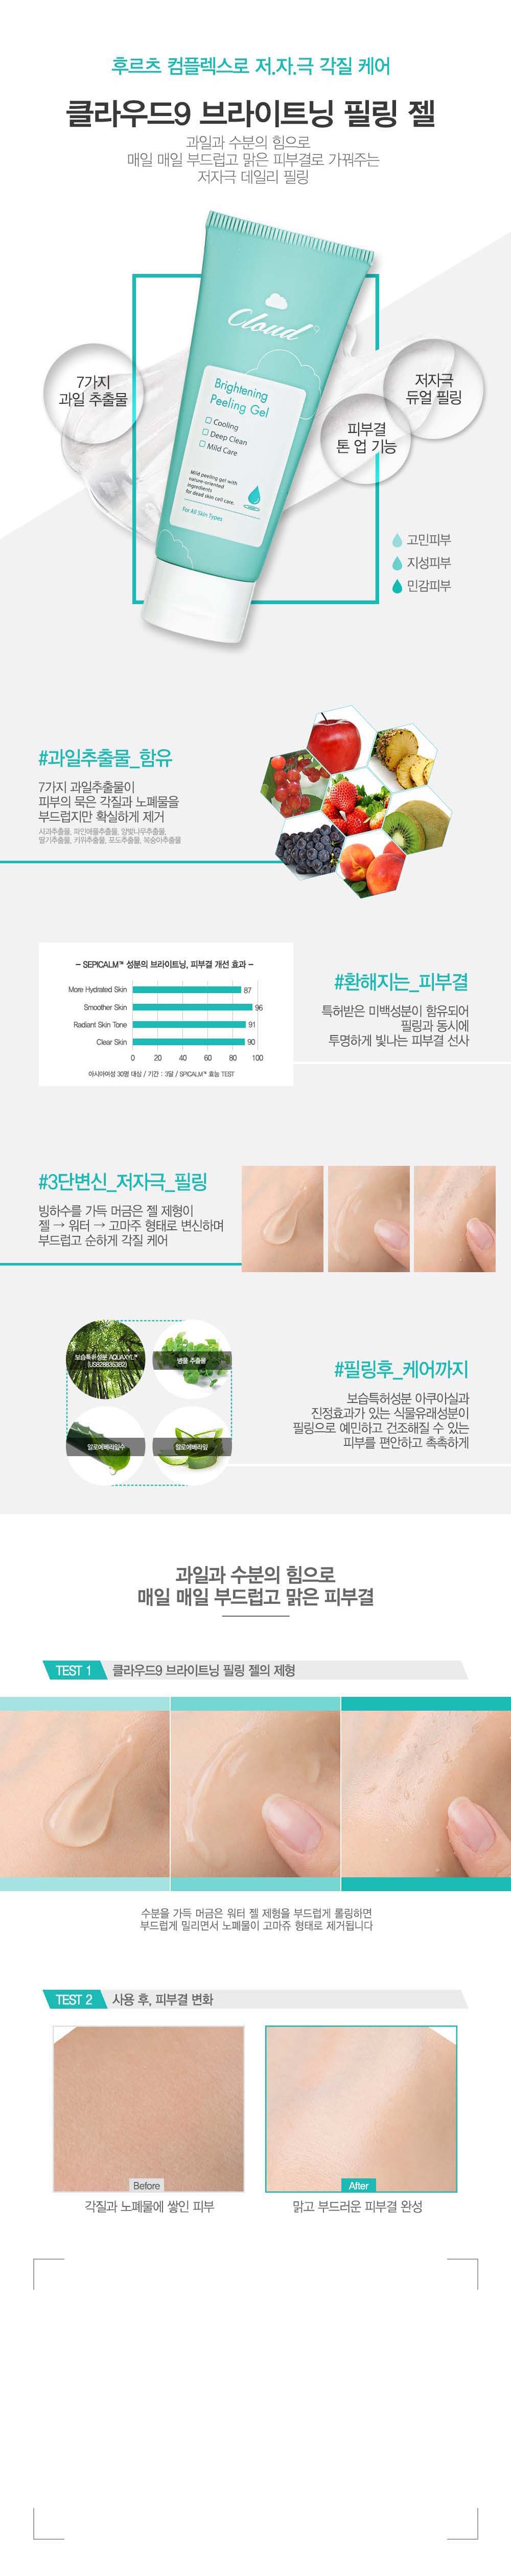 후르츠 컴플렉스로 저.자.극 각질 케어
클라우드9 브라이트닝 필링 젤
과일과 수분의 힘으로
매일 매일 부드럽고 맑은 피부결로 가꿔주는
저자극 데일리 필링
Cloud9
Brightening
Peeling Gel
Cooling
Deep Clean
Mild Care
Mild peeling gel with
nature-oriented
ingredients
for dead skin cell care.
For All Skin Types
7가지
과일 추출물
저자극
듀얼 필링
피부결
톤 업 기능
고민피부
지성피부
민감피부
#과일추출물_함유
7가지 과일추출물이
피부의 묵은 각질과 노폐물을
부드럽지만 확실하게 제거
사과추출물, 파인애플추출물, 양벚나무추출물,
딸기추출물, 키위추출물, 포도추출물, 복숭아추출물
- SEPICALM™ 성분의 브라이트닝, 피부결 개선 효과 -
More Hydrated Skin 87
Smoother Skin 96
Radiant Skin Tone 91
Clear Skin 90
0 20 40 60 80 100
아시아여성 30명 대상 / 기간 : 3달 / SPICALM™ 효능 TEST
#환해지는_피부결
특허받은 미백성분이 함유되어
필링과 동시에
투명하게 빛나는 피부결 선사
#3단변신_저자극_필링
빙하수를 가득 머금은 젤 제형이
젤 → 워터 → 고마주 형태로 변신하며
부드럽고 순하게 각질 케어
보습특허성분 AQUAXYL™
병풀 추출물
알로에베라잎수
알로에베라잎
#필링후_케어까지
보습특허성분 아쿠아실과
진정효과가 있는 식물유래성분이
필링으로 예민하고 건조해질 수 있는
피부를 편안하고 촉촉하게
과일과 수분의 힘으로
매일 매일 부드럽고 맑은 피부결
TEST 1 클라우드9 브라이트닝 필링 젤의 제형
수분을 가득 머금은 워터 젤 제형을 부드럽게 롤링하면
부드럽게 밀리면서 노폐물이 고마쥬 형태로 제거됩니다
TEST 2 사용 후, 피부결 변화
Before
After
각질과 노폐물에 쌓인 피부
맑고 부드러운 피부결 완성